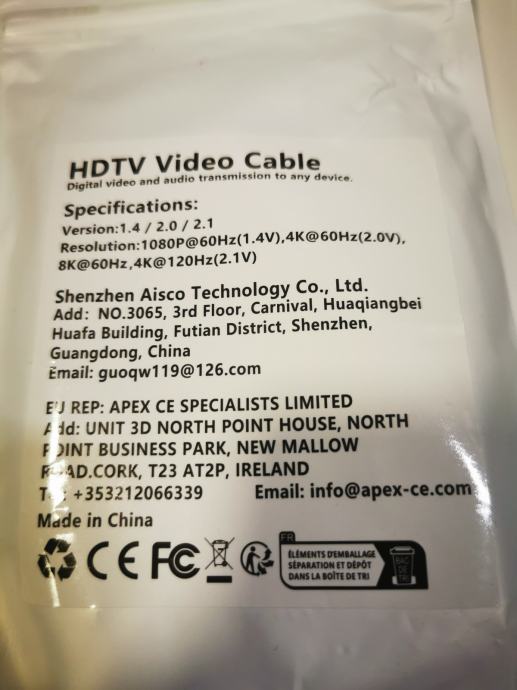 HDTV Video Cable
Digital video and audio transmission to any device.
Specifications:
Version:1.4 / 2.0 / 2.1
Resolution:1080P@60Hz(1.4V),4K@60Hz(2.0V),
8K@60Hz,4K@120Hz(2.1V)
Shenzhen Aisco Technology Co., Ltd.
Add: NO.3065, 3rd Floor, Carnival, Huaqiangbei
Huafa Building, Futian District, Shenzhen,
Guangdong, China
Email: guoqw119@126.com
EU REP: APEX CE SPECIALISTS LIMITED
Add: UNIT 3D NORTH POINT HOUSE, NORTH
POINT BUSINESS PARK, NEW MALLOW
ROAD.CORK, T23 AT2P, IRELAND
+353212066339 Email: info@apex-ce.com
Made in China
CE FC
FR
ÉLÉMENTS D'EMBALLAGE
SÉPARATION ET DÉPÔT
DANS LA BOÎTE DE TRI
BAC
DE
TRI